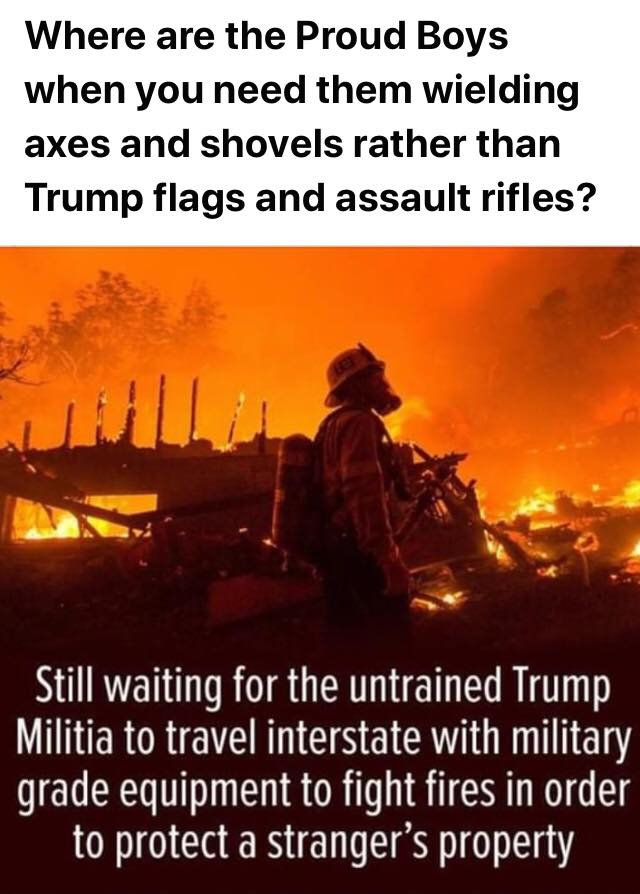 Where are the Proud Boys
when you need them wielding
axes and shovels rather than
Trump flags and assault rifles?
Still waiting for the untrained Trump
Militia to travel interstate with military
grade equipment to fight fires in order
to protect a stranger’s property